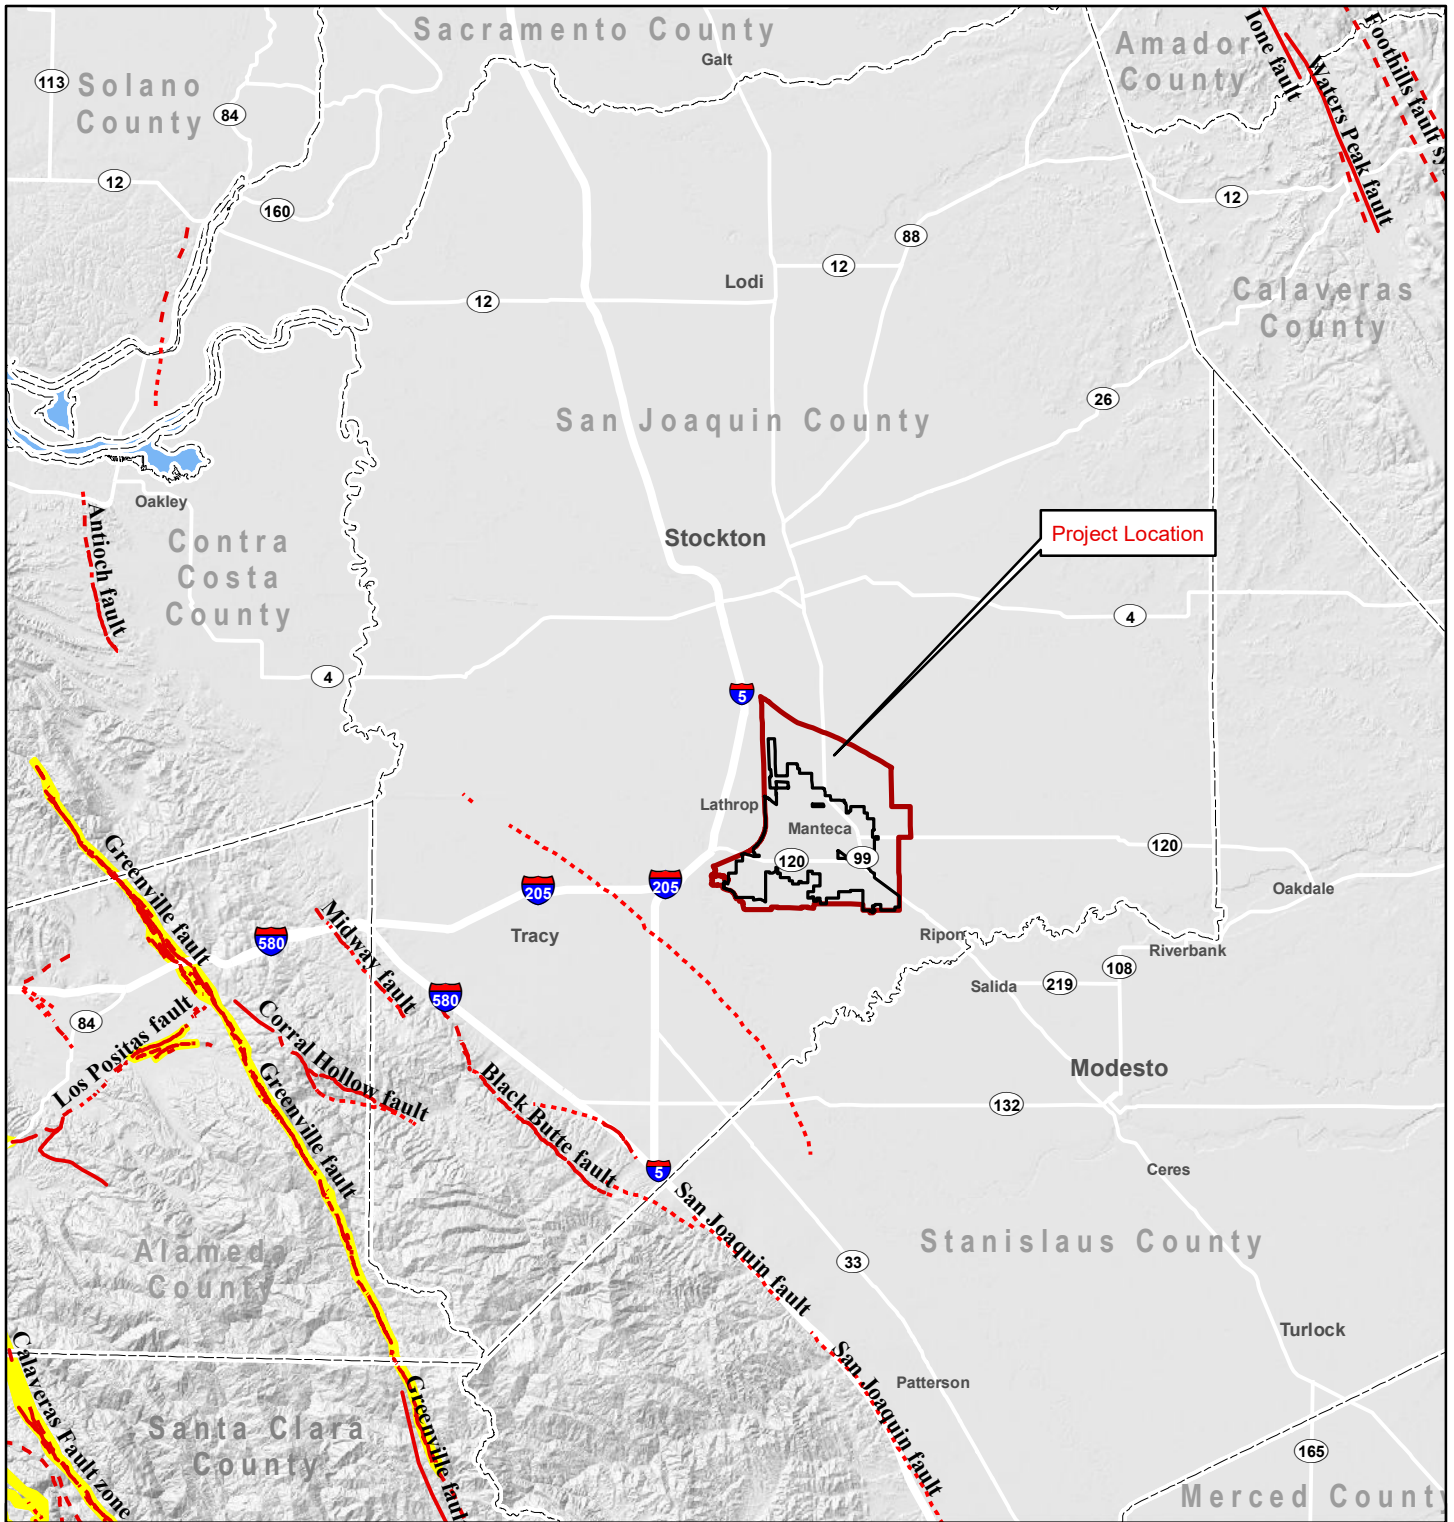 Sacramento County
Galt
Amador
County
Ione fault
Waters Peak fault
Foothills fault sy
113
Solano
County
84
12
160
12
88
12
Lodi
12
Calaveras
County
San Joaquin County
26
Oakley
Antioch fault
Contra
Costa
County
Stockton
Project Location
4
4
5
Lathrop
Manteca
120
99
120
Oakdale
Greenville fault
205
205
580
Midway fault
Tracy
Ripon
Riverbank
108
Salida
219
580
84
Los Positas fault
Corral Hollow fault
Greenville fault
Black Butte fault
Modesto
132
5
Ceres
San Joaquin fault
Stanislaus County
Alameda
County
33
Turlock
Calaveras Fault zone
San Joaquin fault
Patterson
Greenville faul
Santa Clara
County
165
Merced County